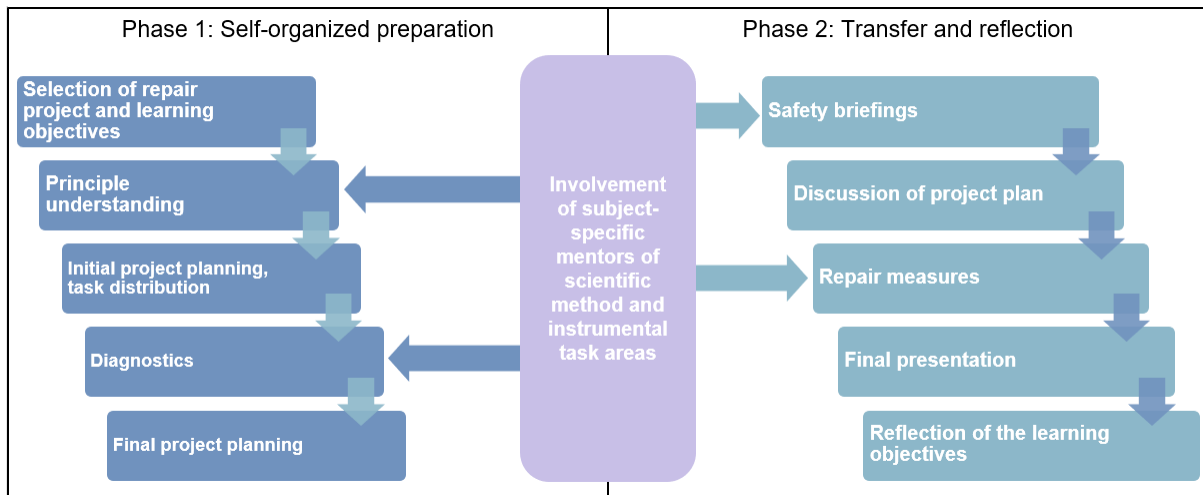 Phase 1: Self-organized preparation
Selection of repair
project and learning
objectives
Principle
understanding
Initial project planning,
task distribution
Diagnostics
Final project planning
Involvement
of subject-
specific
mentors of
scientific
method and
instrumental
task areas
Phase 2: Transfer and reflection
Safety briefings
Discussion of project plan
Repair measures
Final presentation
Reflection of the learning
objectives